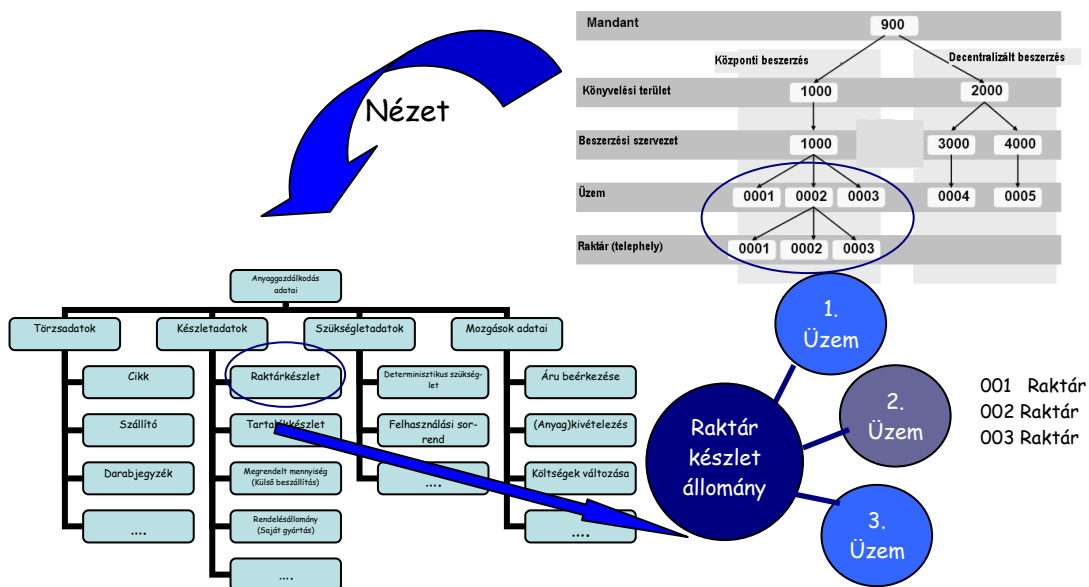 Mandant
900
Központi beszerzés
Decentralizált beszerzés
Könyvelési terület
1000
2000
Beszerzési szervezet
1000
3000
4000
Üzem
0001
0002
0003
0004
0005
Raktár (telephely)
0001
0002
0003
Nézet
Anyaggazdálkodás
adatai
Törzsadatok
Cikk
Szállító
Darabjegyzék
....
Készletadatok
Raktárkészlet
Tartalékkészlet
Megrendelt mennyiség
(Külső beszállítás)
Rendelésállomány
(Saját gyártás)
....
Szükségletadatok
Determinisztikus szükség-
let
Felhasználási sor-
rend
....
Mozgások adatai
Áru beérkezése
(Anyag)kivételezés
Költségek változása
....
Raktár
készlet
állomány
1.
Üzem
2.
Üzem
3.
Üzem
001 Raktár
002 Raktár
003 Raktár